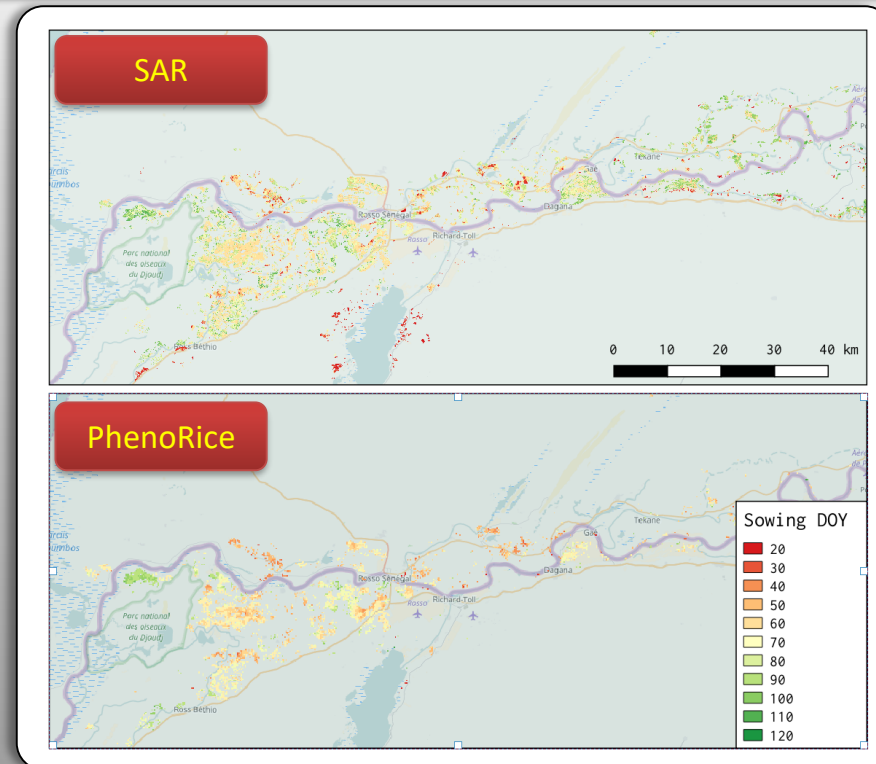 SAR
Texane
Gae
Dagana
Rosso Sénégal
Rosso
Richard-Toll
Parc national
des oiseaux
du Djoudj
Ross Béthio
0 10 20 30 40 km
PhenoRice
Sowing DOY
20
30
40
50
60
70
80
90
100
110
120
Tekane
Gae
Dagana
Rosso Sénégal
Rosso
Richard-Toll
Parc national
des oiseaux
du Djoudj
Ross Béthio